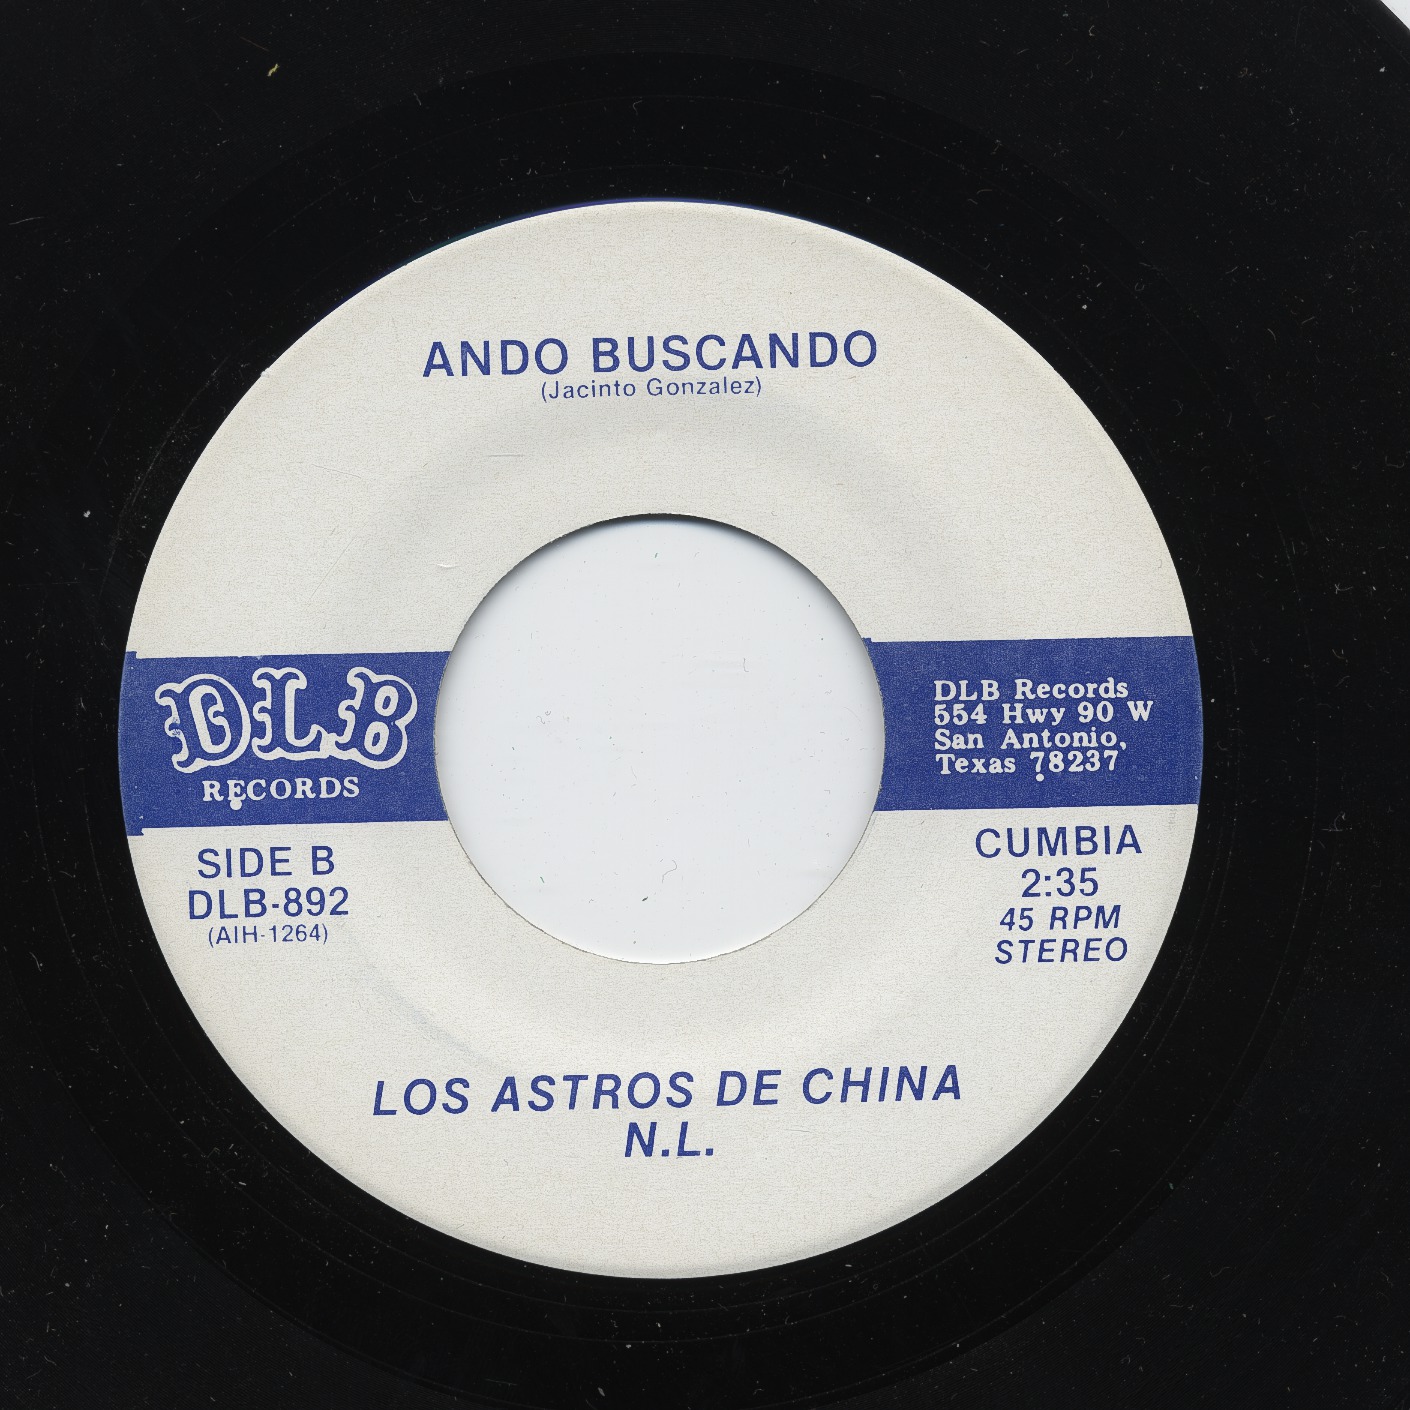 ANDO BUSCANDO
(Jacinto Gonzalez)
DLB
RECORDS
DLB Records
554 Hwy 90 W
San Antonio,
Texas 78237
SIDE B
DLB-892
(AIH-1264)
CUMBIA
2:35
45 RPM
STEREO
LOS ASTROS DE CHINA
N.L.